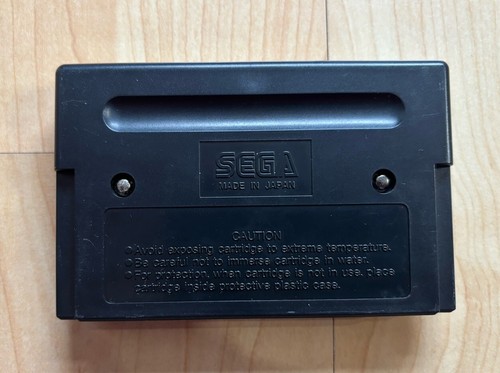 SEGA
MADE IN JAPAN
CAUTION
• Avoid exposing cartridge to extreme temperature.
• Be careful not to immerse cartridge in water.
• For protection, when cartridge is not in use, place
cartridge inside protective plastic case.